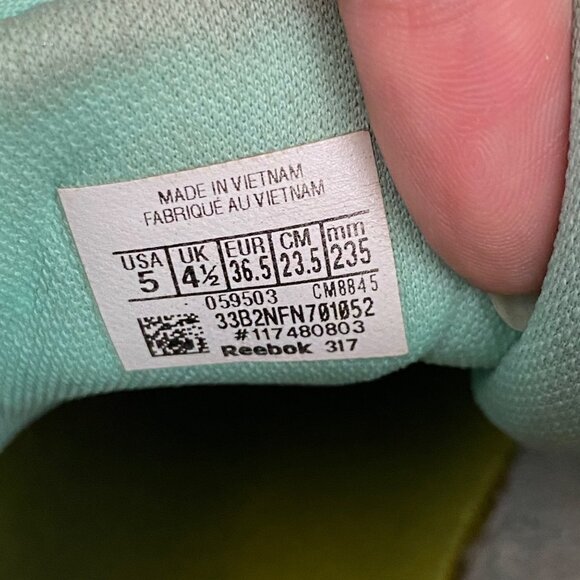 MADE IN VIETNAM
FABRIQUÉ AU VIETNAM
USA UK EUR CM mm
5 4½ 36.5 23.5 235
059503 CM8845
33B2NFN701052
#117480803
Reebok 317